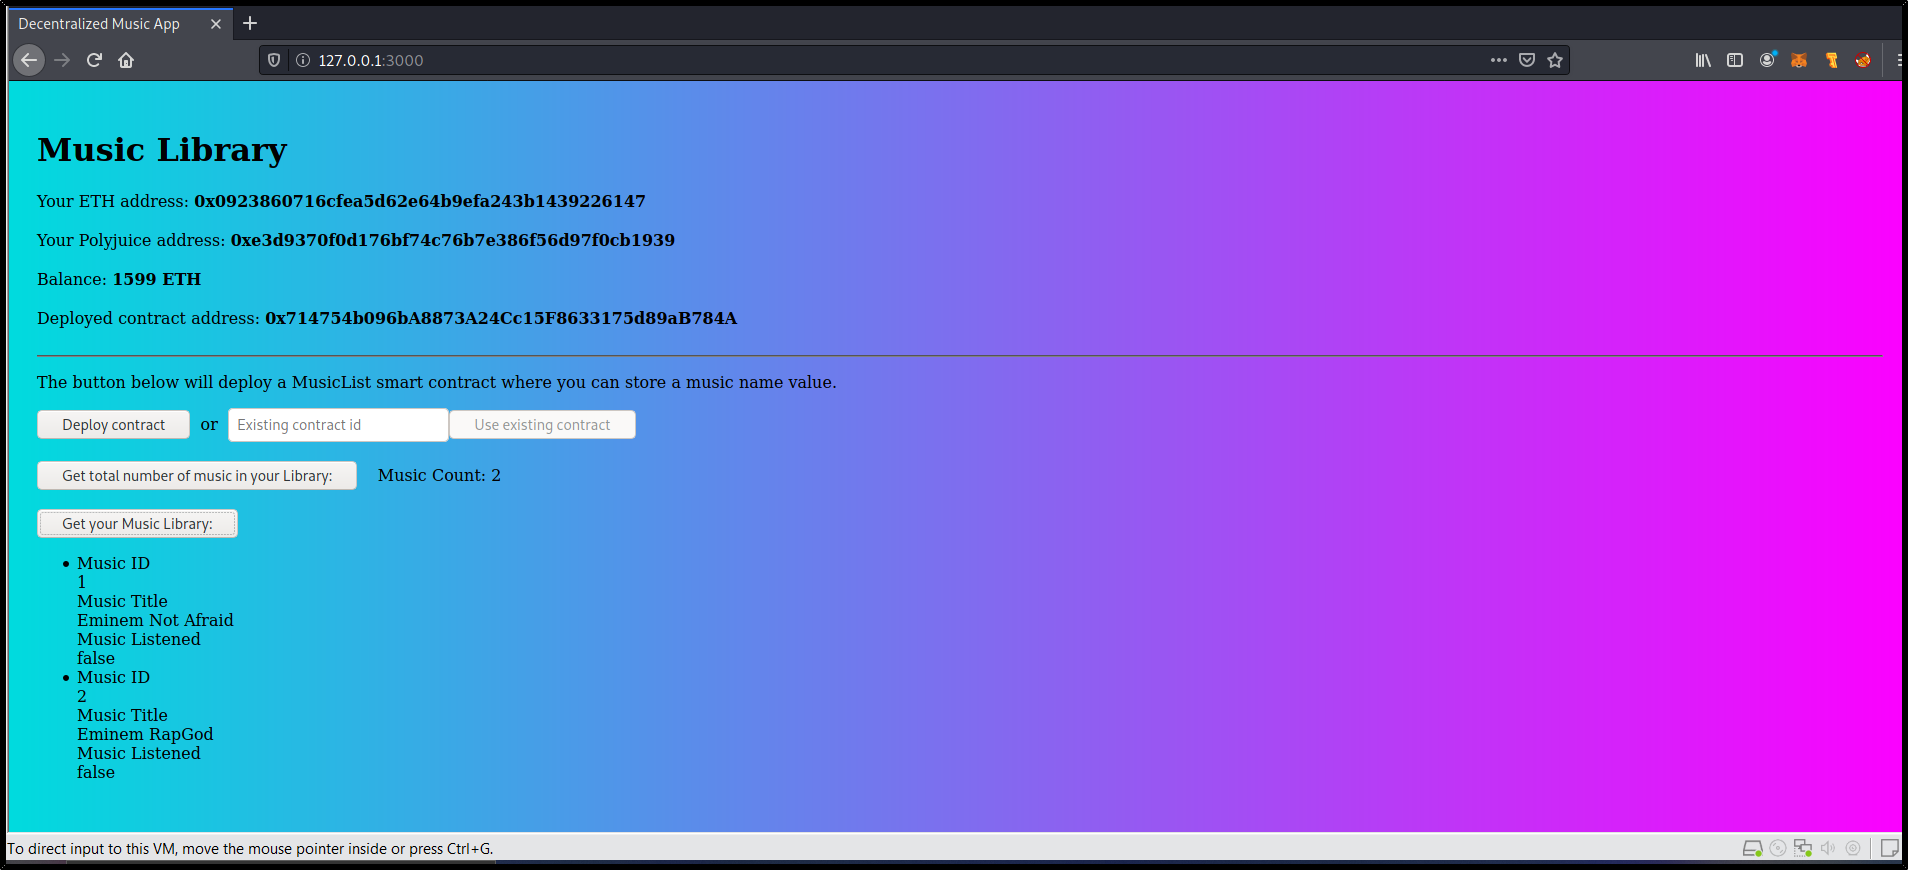 Decentralized Music App
127.0.0.1:3000
Music Library
Your ETH address: 0x0923860716cfea5d62e64b9efa243b1439226147
Your Polyjuice address: 0xe3d9370f0d176bf74c76b7e386f56d97f0cb1939
Balance: 1599 ETH
Deployed contract address: 0x714754b096bA8873A24Cc15F8633175d89aB784A
The button below will deploy a MusicList smart contract where you can store a music name value.
Deploy contract or Existing contract id Use existing contract
Get total number of music in your Library: Music Count: 2
Get your Music Library:
• Music ID
1
Music Title
Eminem Not Afraid
Music Listened
false
• Music ID
2
Music Title
Eminem RapGod
Music Listened
false
To direct input to this VM, move the mouse pointer inside or press Ctrl+G.